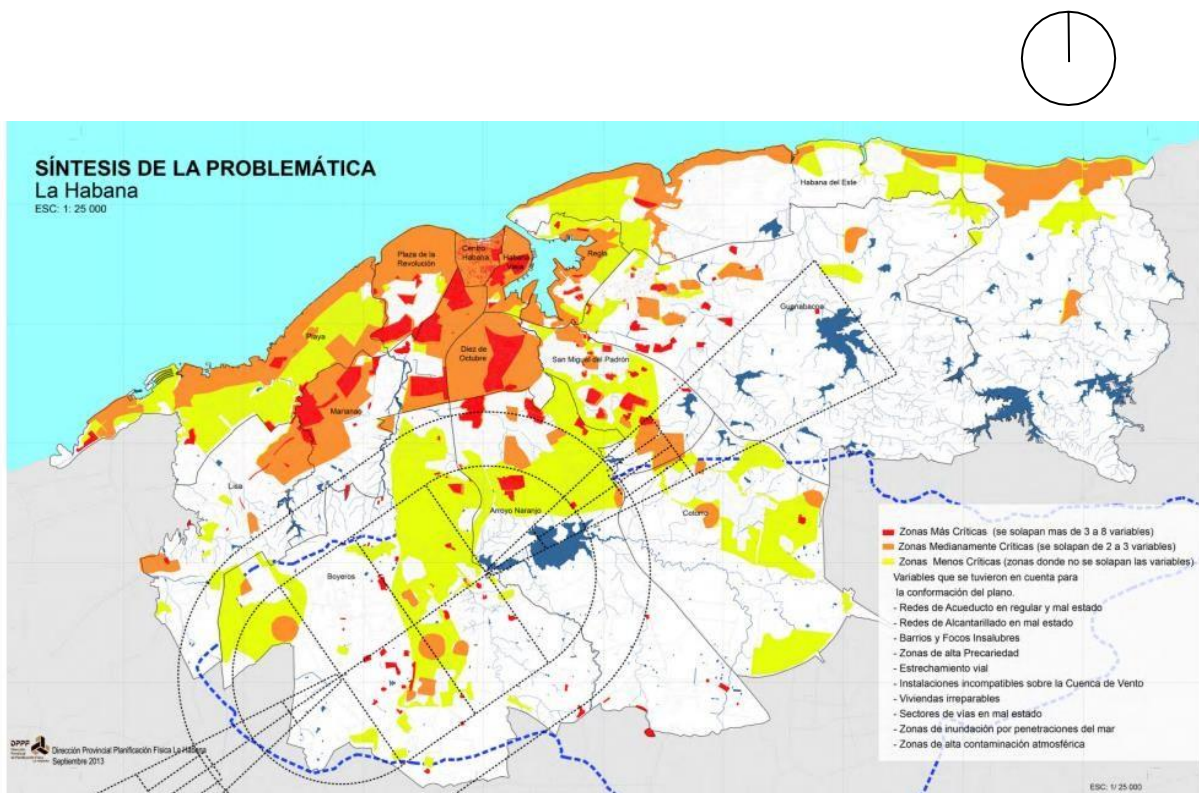 SÍNTESIS DE LA PROBLEMÁTICA
La Habana
ESC: 1: 25 000
Habana del Este
Plaza de la
Revolución
Centro
Habana
Habana
Vieja
Regla
Guanabacoa
Playa
Diez de
Octubre
San Miguel del Padrón
Marianao
Lisa
Arroyo Naranjo
Cotorro
Boyeros
Zonas Más Críticas (se solapan mas de 3 a 8 variables)
Zonas Medianamente Críticas (se solapan de 2 a 3 variables)
Zonas Menos Críticas (zonas donde no se solapan las variables)
Variables que se tuvieron en cuenta para
la conformación del plano.
- Redes de Acueducto en regular y mal estado
- Redes de Alcantarillado en mal estado
- Barrios y Focos Insalubres
- Zonas de alta Precariedad
- Estrechamiento vial
- Instalaciones incompatibles sobre la Cuenca de Vento
- Viviendas irreparables
- Sectores de vías en mal estado
- Zonas de inundación por penetraciones del mar
- Zonas de alta contaminación atmosférica
DPPF
Dirección Provincial Planificación Física La Habana
Septiembre 2013
ESC: 1/ 25 000